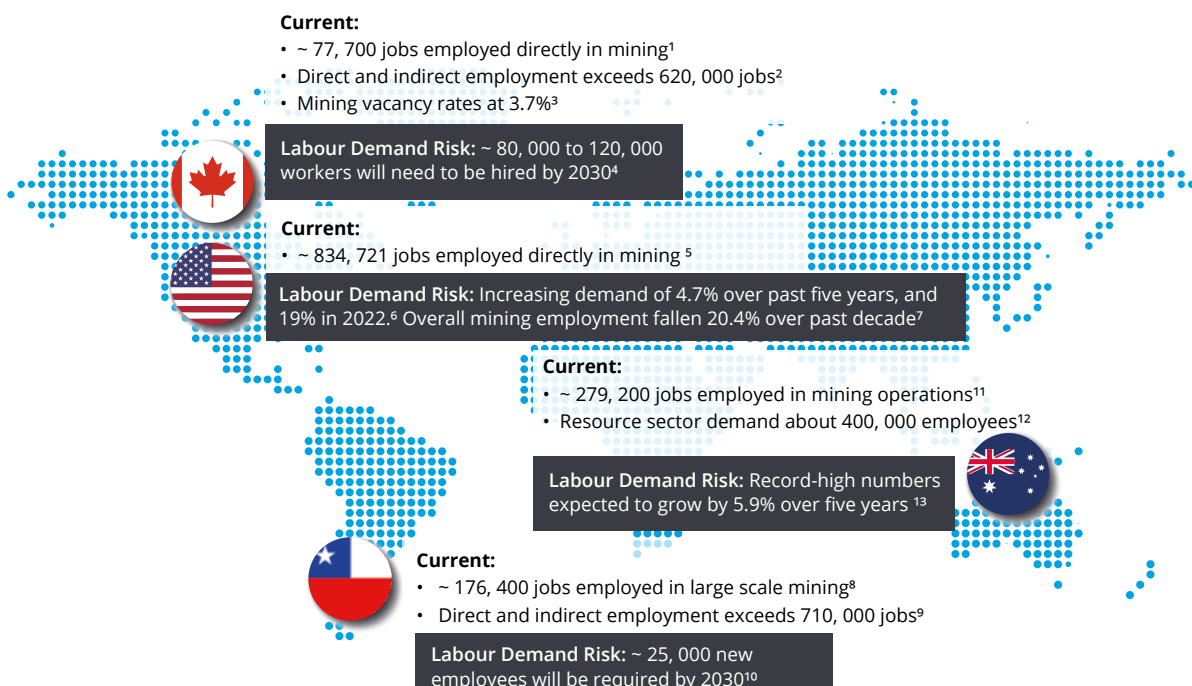 Current:
• ~ 77, 700 jobs employed directly in mining¹
• Direct and indirect employment exceeds 620, 000 jobs²
• Mining vacancy rates at 3.7%³
Labour Demand Risk: ~ 80, 000 to 120, 000
workers will need to be hired by 2030⁴
Current:
• ~ 834, 721 jobs employed directly in mining ⁵
Labour Demand Risk: Increasing demand of 4.7% over past five years, and
19% in 2022.⁶ Overall mining employment fallen 20.4% over past decade⁷
Current:
• ~ 279, 200 jobs employed in mining operations¹¹
• Resource sector demand about 400, 000 employees¹²
Labour Demand Risk: Record-high numbers
expected to grow by 5.9% over five years ¹³
Current:
• ~ 176, 400 jobs employed in large scale mining⁸
• Direct and indirect employment exceeds 710, 000 jobs⁹
Labour Demand Risk: ~ 25, 000 new
employees will be required by 2030¹⁰